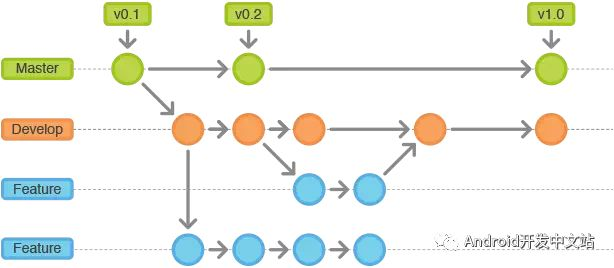 v0.1
v0.2
v1.0
Master
Develop
Feature
Feature
Android开发中文站